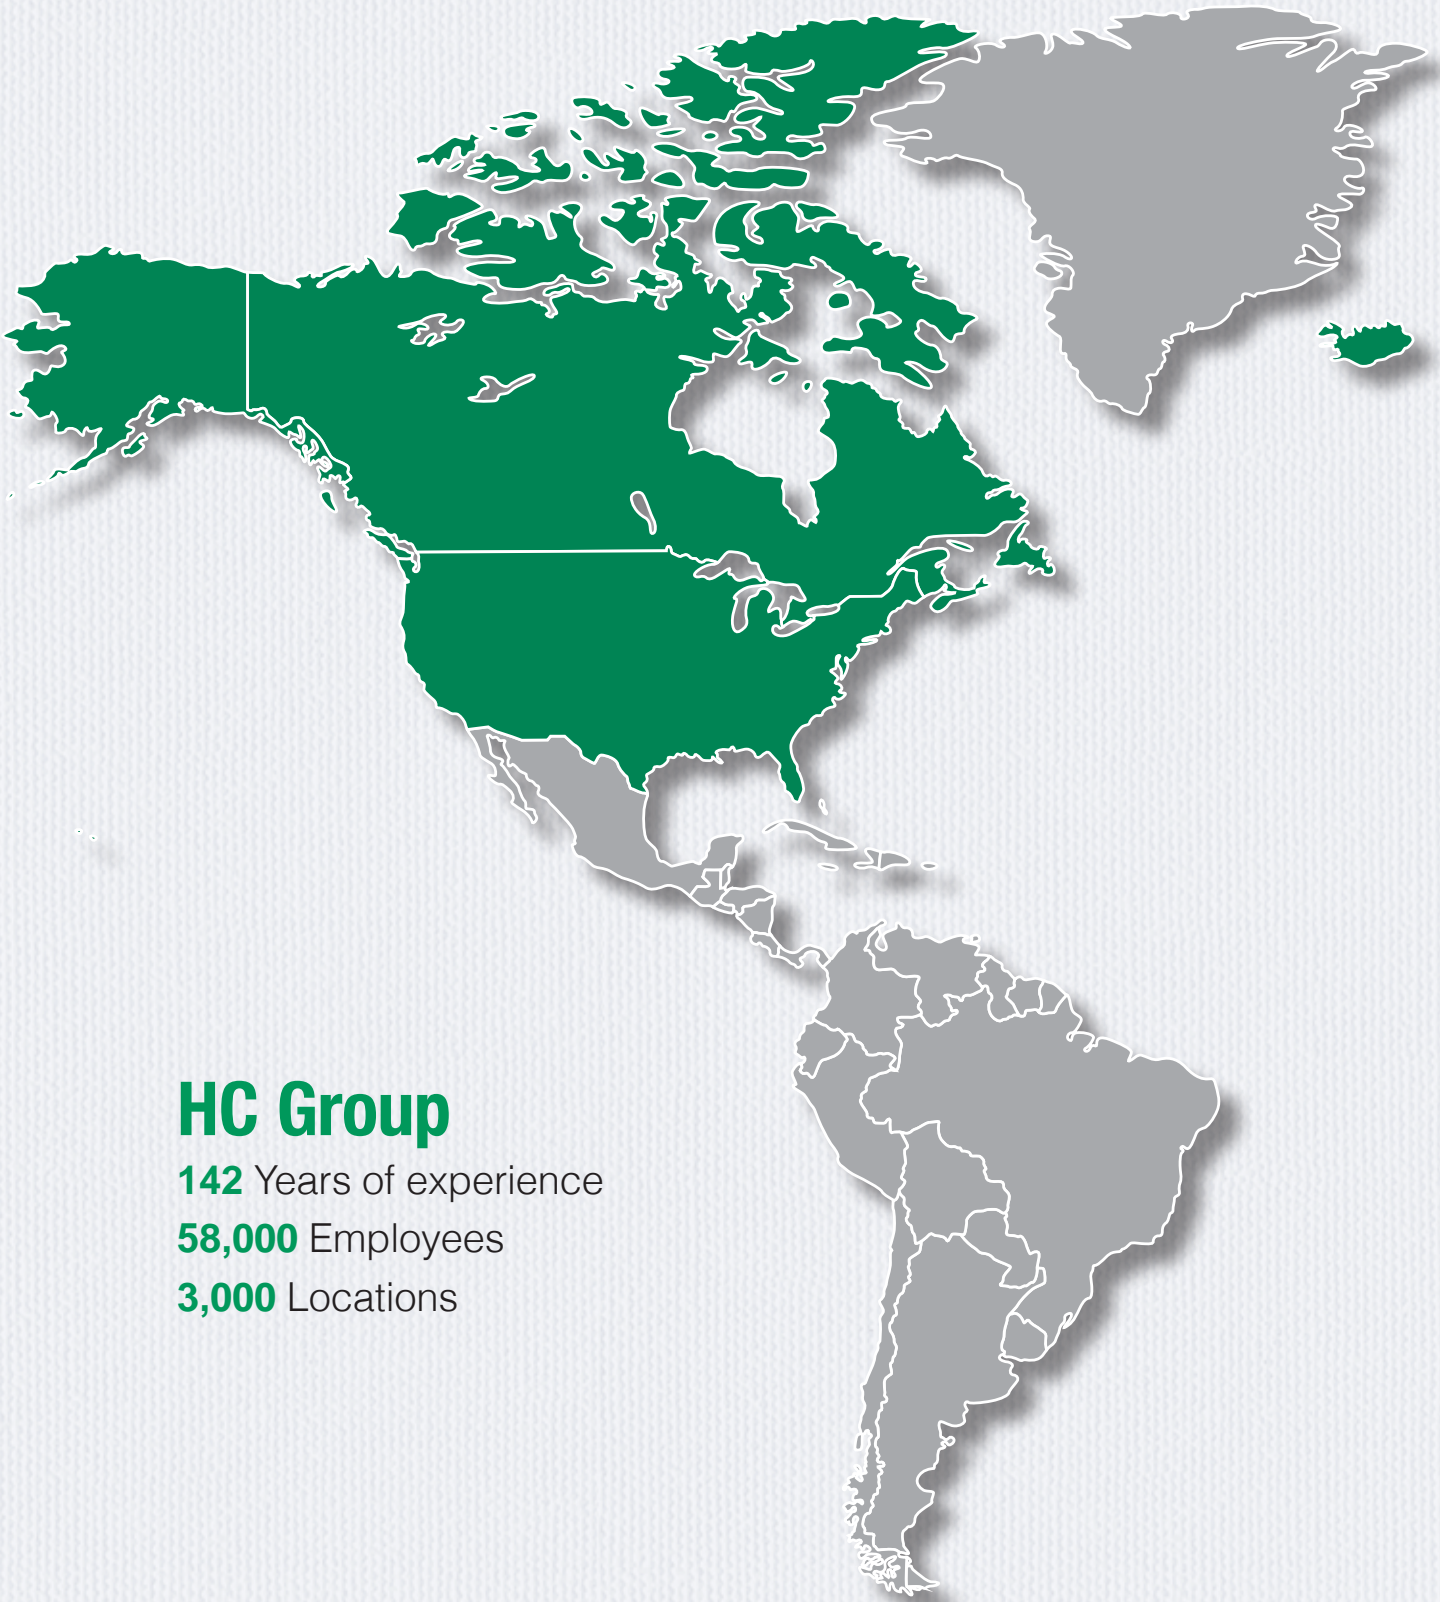 HC Group
142 Years of experience
58,000 Employees
3,000 Locations